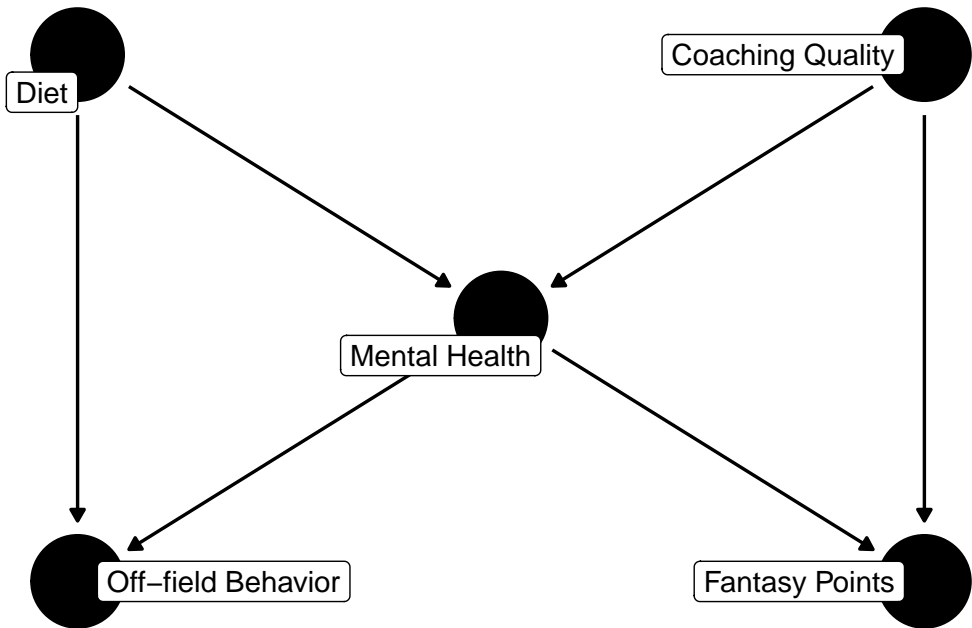 Diet
Coaching Quality
Mental Health
Off−field Behavior
Fantasy Points